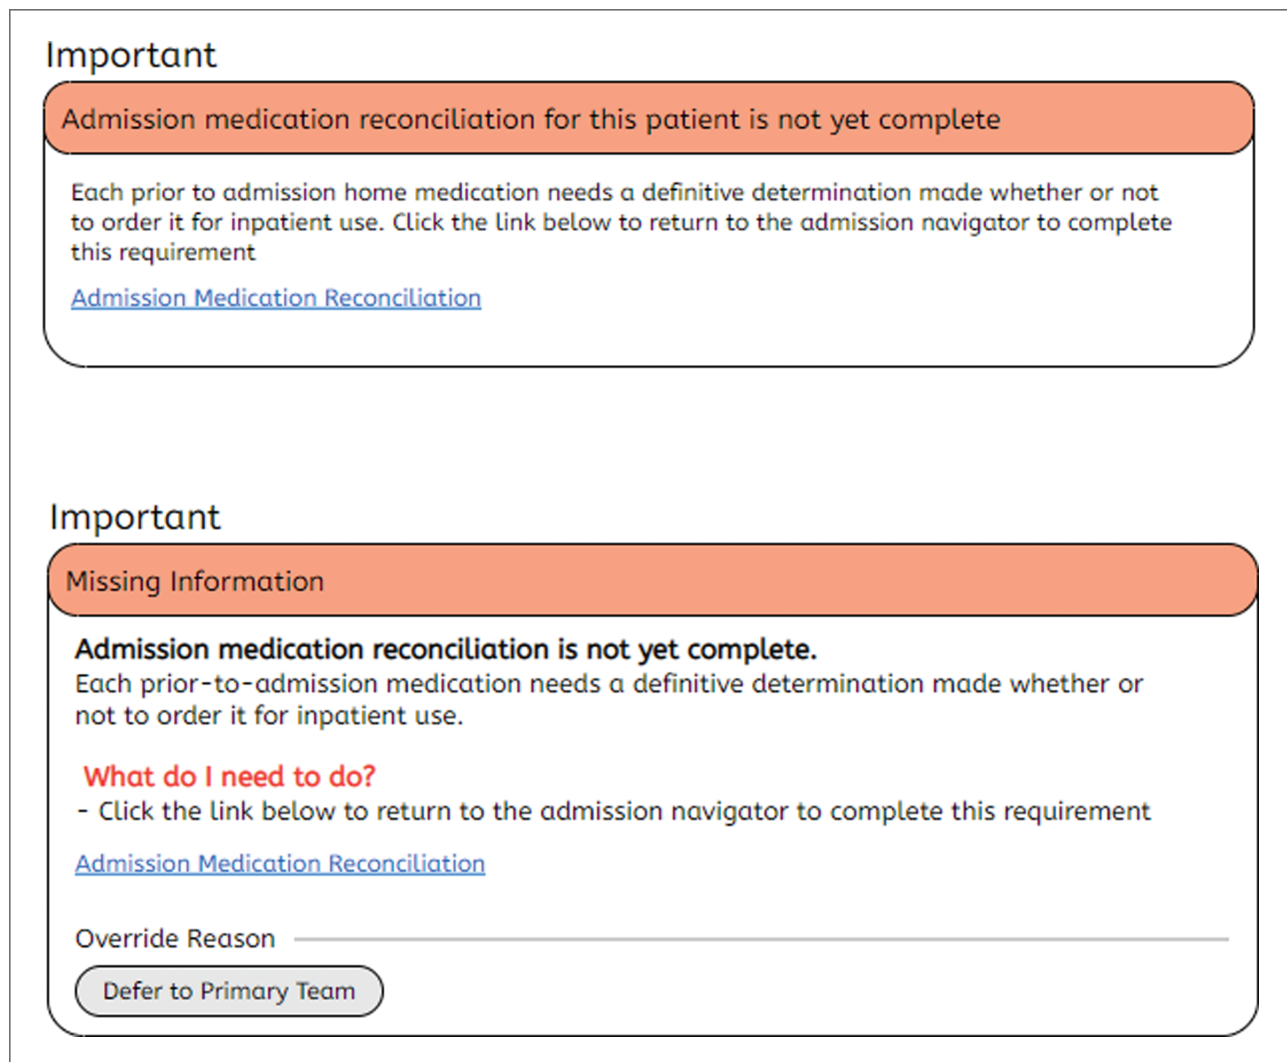 Important
Admission medication reconciliation for this patient is not yet complete
Each prior to admission home medication needs a definitive determination made whether or not
to order it for inpatient use. Click the link below to return to the admission navigator to complete
this requirement
Admission Medication Reconciliation
Important
Missing Information
Admission medication reconciliation is not yet complete.
Each prior-to-admission medication needs a definitive determination made whether or
not to order it for inpatient use.
What do I need to do?
- Click the link below to return to the admission navigator to complete this requirement
Admission Medication Reconciliation
Override Reason
Defer to Primary Team